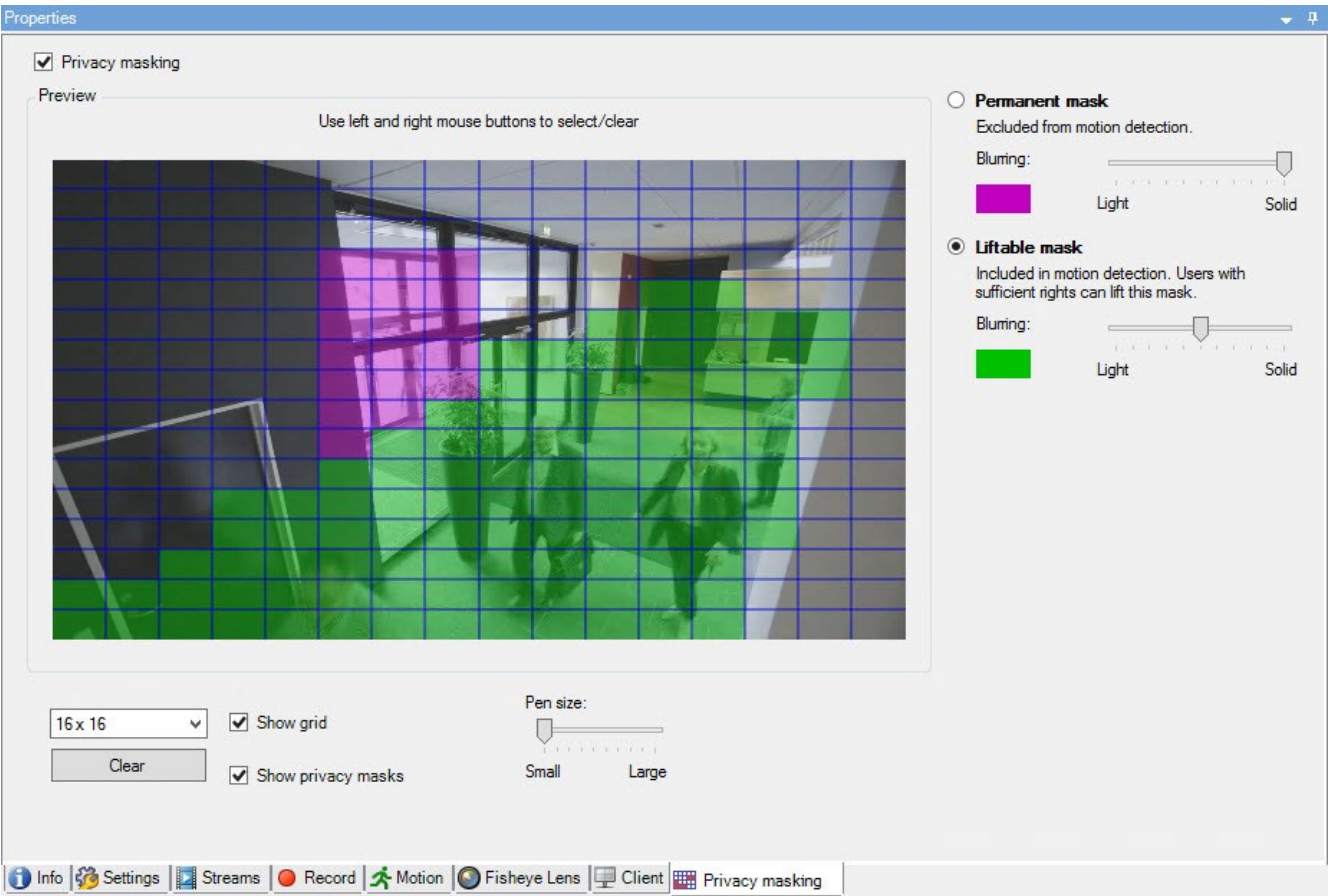 Properties
Privacy masking
Preview
Use left and right mouse buttons to select/clear
Permanent mask
Excluded from motion detection.
Blurring:
Light Solid
Liftable mask
Included in motion detection. Users with
sufficient rights can lift this mask.
Blurring:
Light Solid
16 x 16
Show grid
Pen size:
Clear
Show privacy masks
Small Large
Info Settings Streams Record Motion Fisheye Lens Client Privacy masking